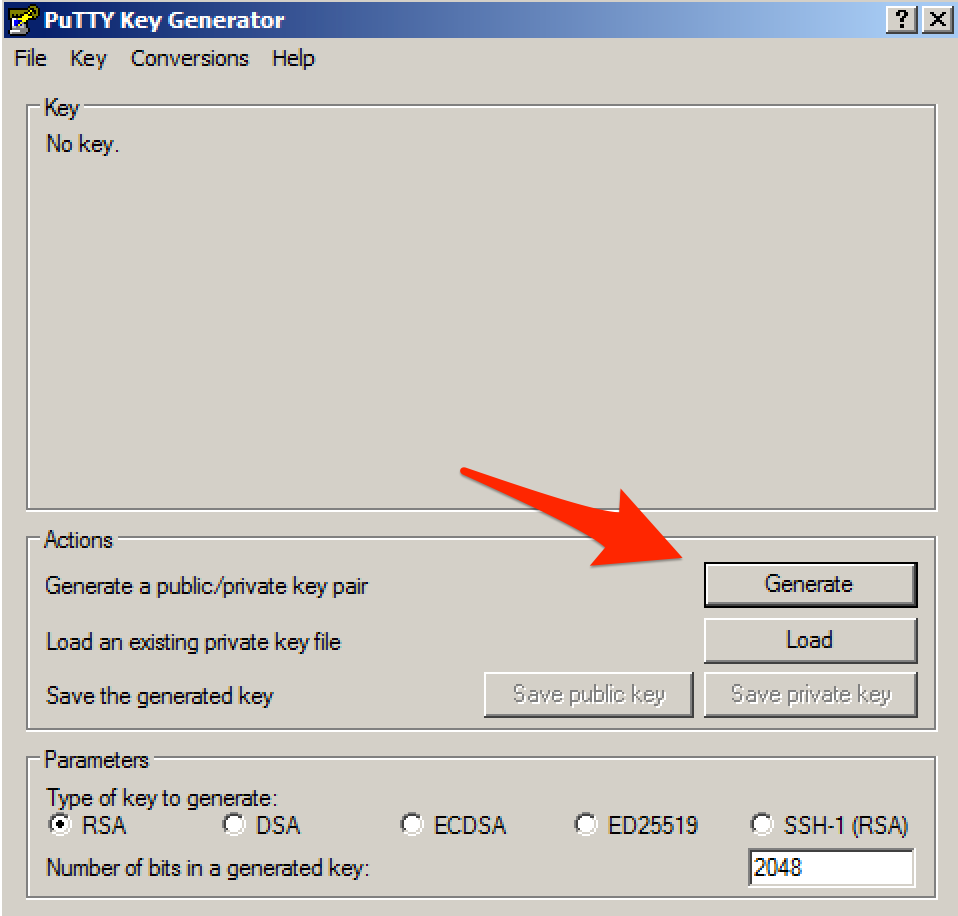 PuTTY Key Generator ? X
File Key Conversions Help
Key
No key.
Actions
Generate a public/private key pair Generate
Load an existing private key file Load
Save the generated key Save public key Save private key
Parameters
Type of key to generate:
RSA DSA ECDSA ED25519 SSH-1 (RSA)
Number of bits in a generated key: 2048